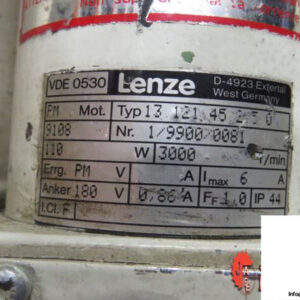 VDE 0530 Lenze D-4923 Extertal
West Germany
PM Mot. Typ 13.121.45.2.5.0
9108 Nr. 1/9900/0081
110 W 3000 r/min
Errg. PM V A Imax 6 A
Anker 180 V 0,86 A FF 1,0 IP 44
I.Cl. F